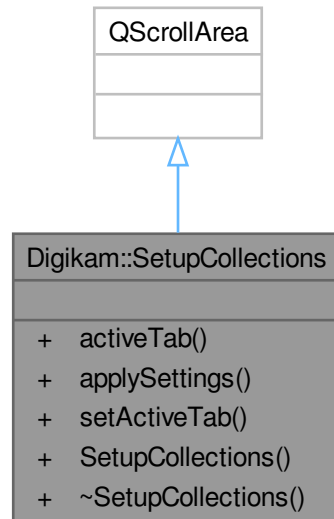 QScrollArea
Digikam::SetupCollections
+ activeTab()
+ applySettings()
+ setActiveTab()
+ SetupCollections()
+ ~SetupCollections()